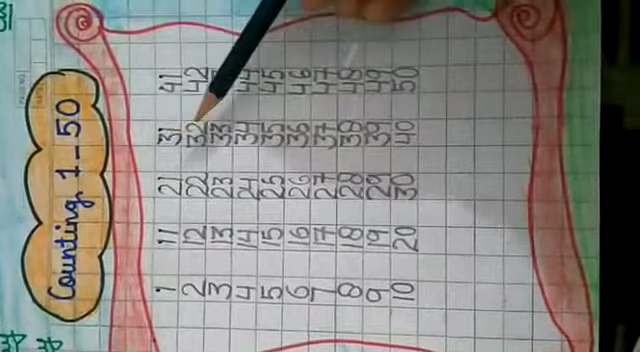 Counting 1-50
1 11 21 31 41
2 12 22 32 42
3 13 23 33
4 14 24 34 44
5 15 25 35 45
6 16 26 36 46
7 17 27 37 47
8 18 28 38 48
9 19 29 39 49
10 20 30 40 50